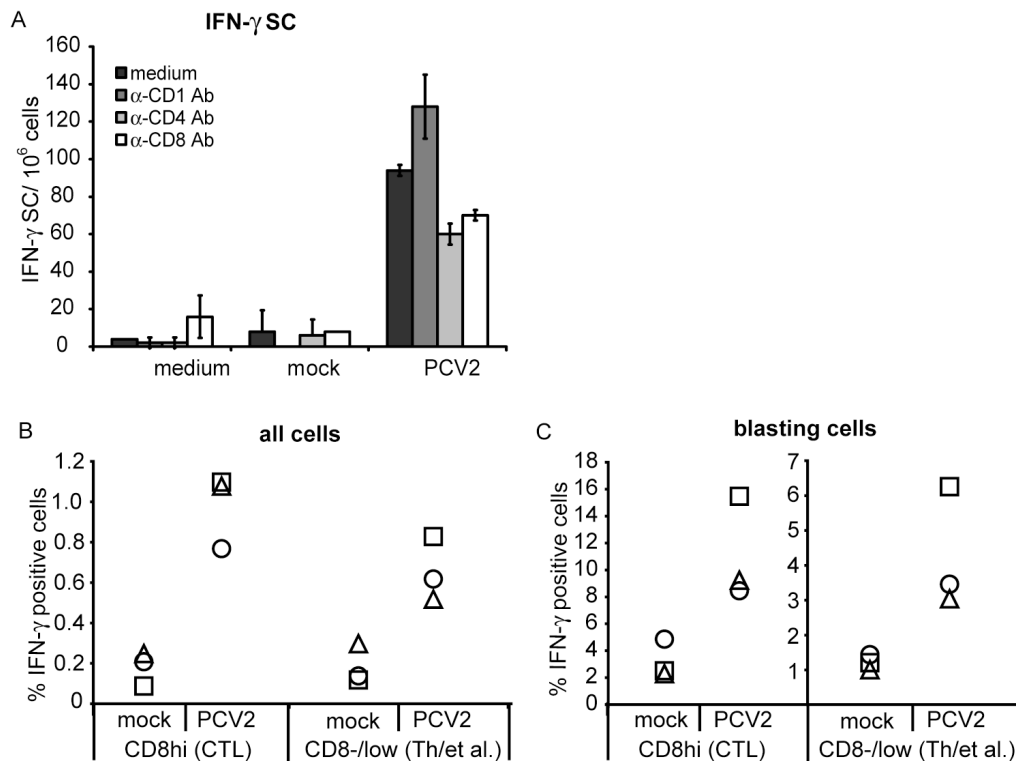 A
IFN-γ SC
160
140
120
100
80
60
40
20
0
IFN-γ SC/ 10⁶ cells
medium
α-CD1 Ab
α-CD4 Ab
α-CD8 Ab
medium mock PCV2
B
all cells
1.2
1.0
0.8
0.6
0.4
0.2
0
% IFN-γ positive cells
mock PCV2 mock PCV2
CD8hi (CTL) CD8-/low (Th/et al.)
C
blasting cells
18
16
14
12
10
8
6
4
2
0
% IFN-γ positive cells
7
6
5
4
3
2
1
mock PCV2 mock PCV2
CD8hi (CTL) CD8-/low (Th/et al.)